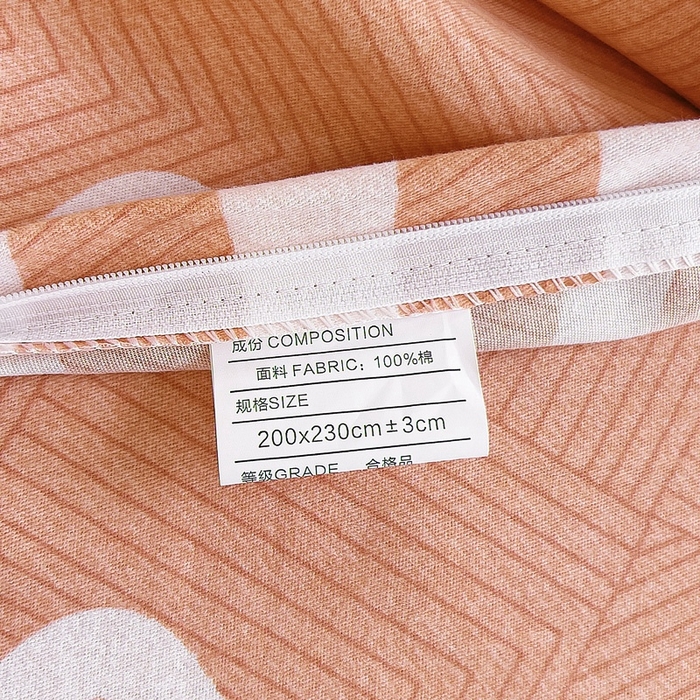 成份 COMPOSITION
面料 FABRIC: 100%棉
规格SIZE
200x230cm±3cm
等级GRADE 合格品